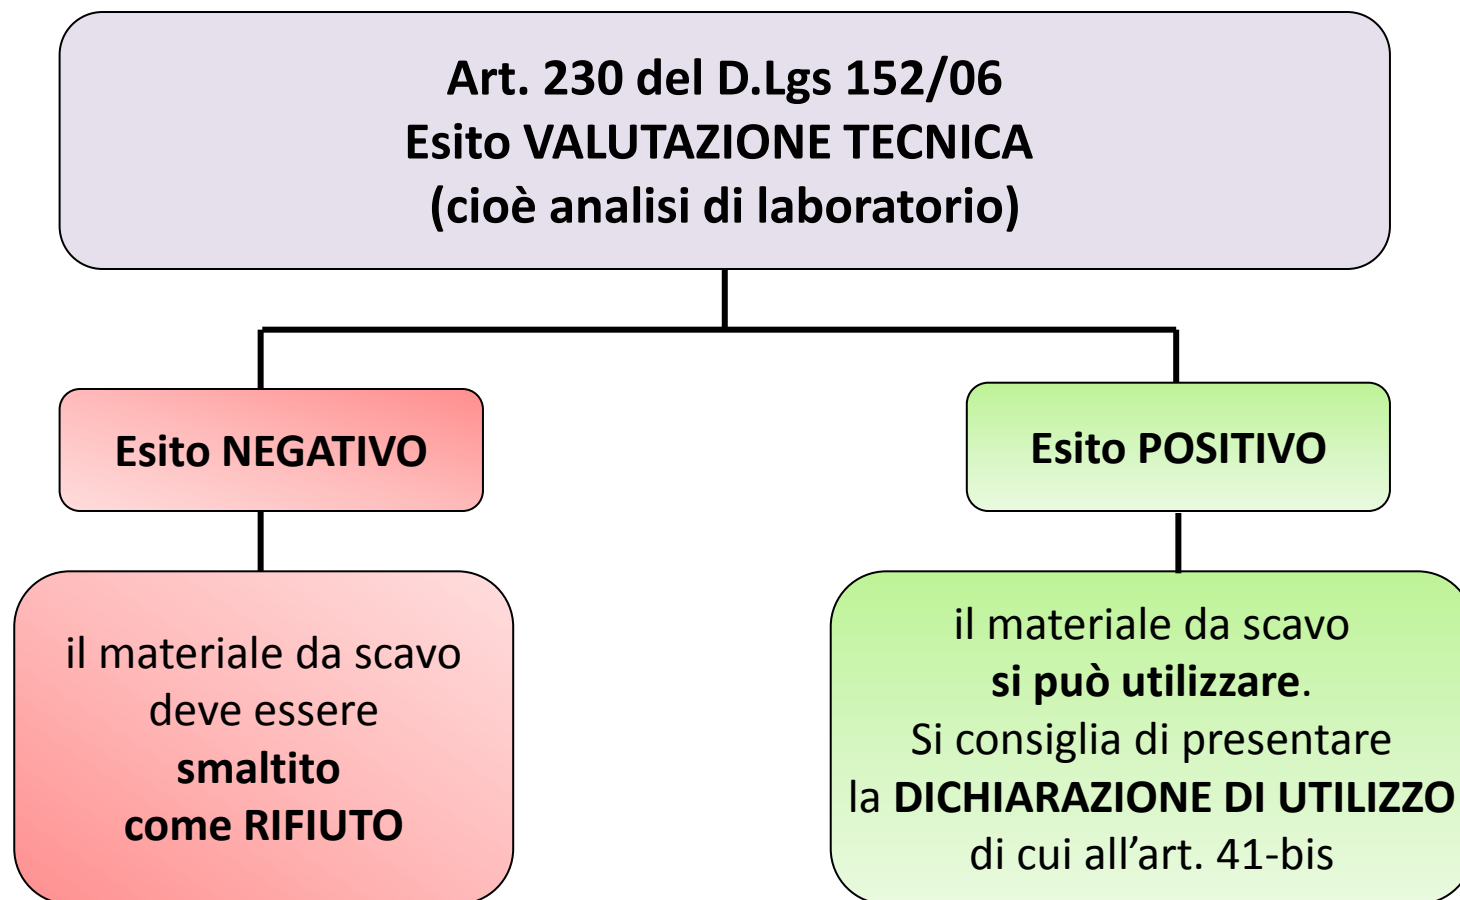 Art. 230 del D.Lgs 152/06
Esito VALUTAZIONE TECNICA
(cioè analisi di laboratorio)
Esito NEGATIVO
Esito POSITIVO
il materiale da scavo
deve essere
smaltito
come RIFIUTO
il materiale da scavo
si può utilizzare.
Si consiglia di presentare
la DICHIARAZIONE DI UTILIZZO
di cui all’art. 41-bis